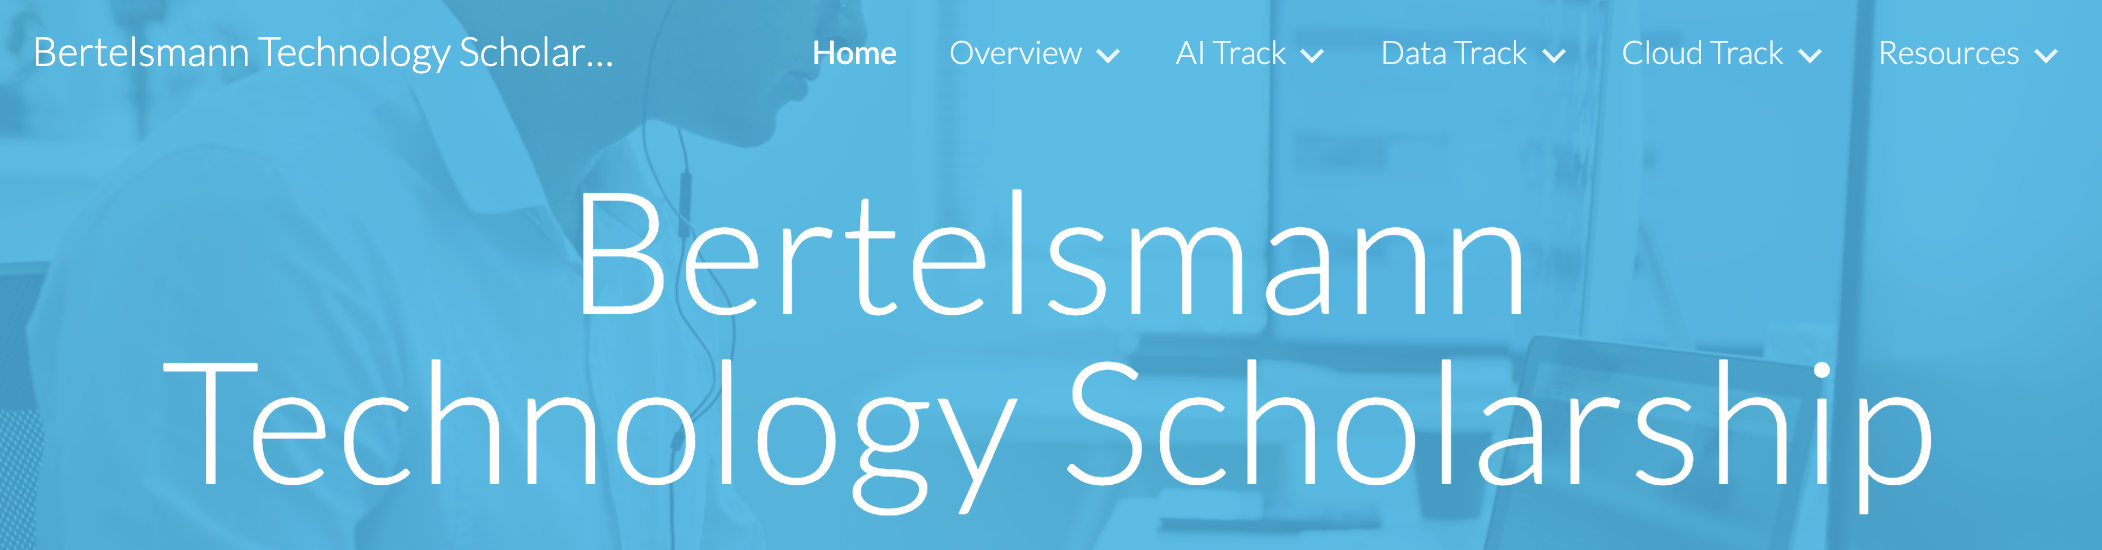 Bertelsmann Technology Scholar...
Home Overview AI Track Data Track Cloud Track Resources
Bertelsmann
Technology Scholarship